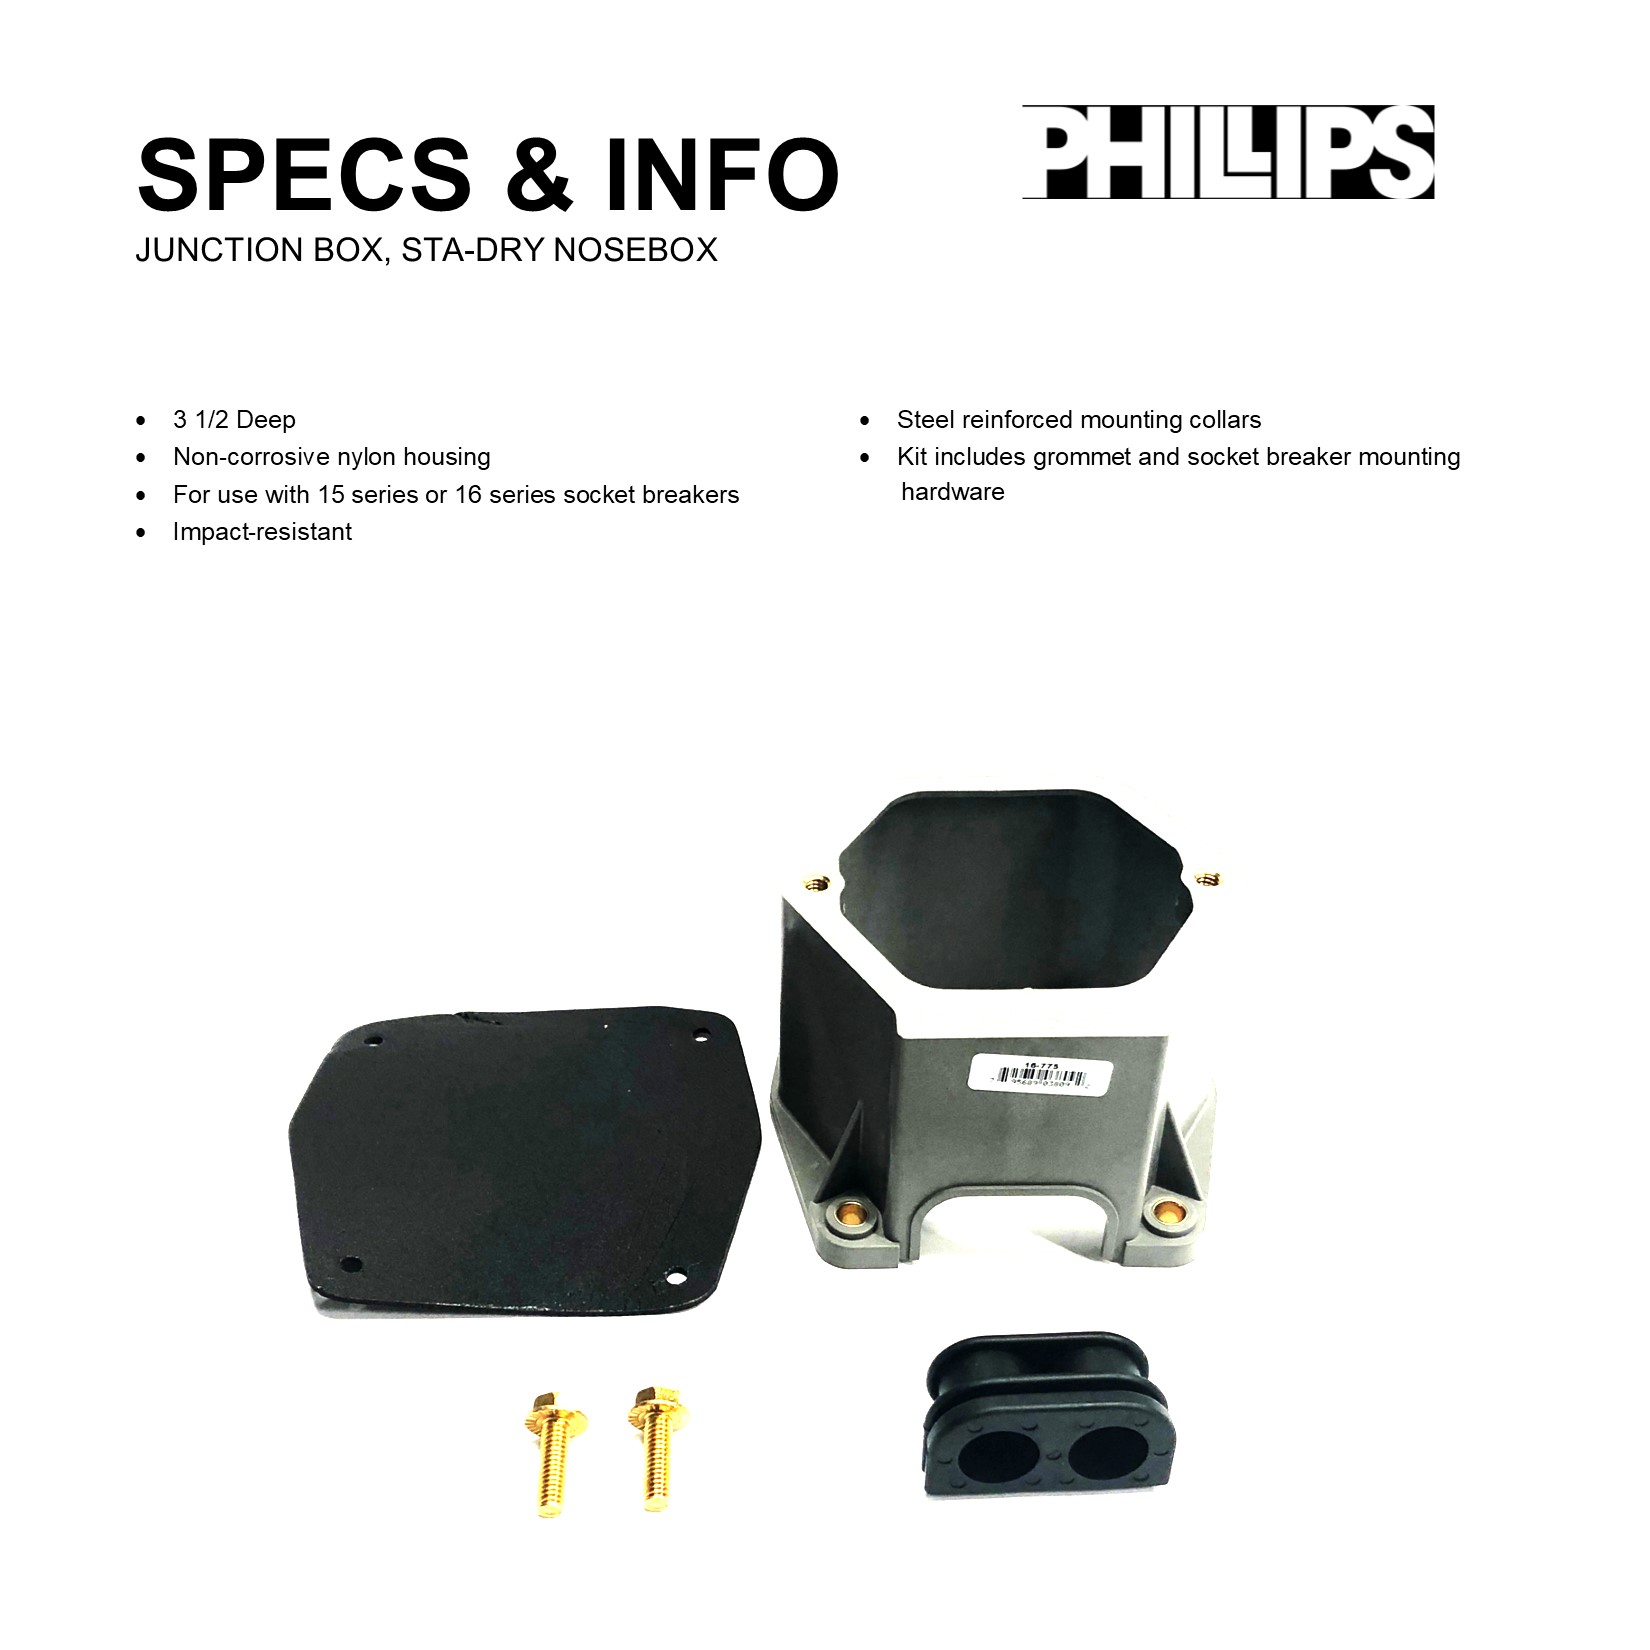 PHILLIPS
SPECS & INFO
JUNCTION BOX, STA-DRY NOSEBOX
• 3 1/2 Deep
• Non-corrosive nylon housing
• For use with 15 series or 16 series socket breakers
• Impact-resistant
• Steel reinforced mounting collars
• Kit includes grommet and socket breaker mounting
hardware
16-775